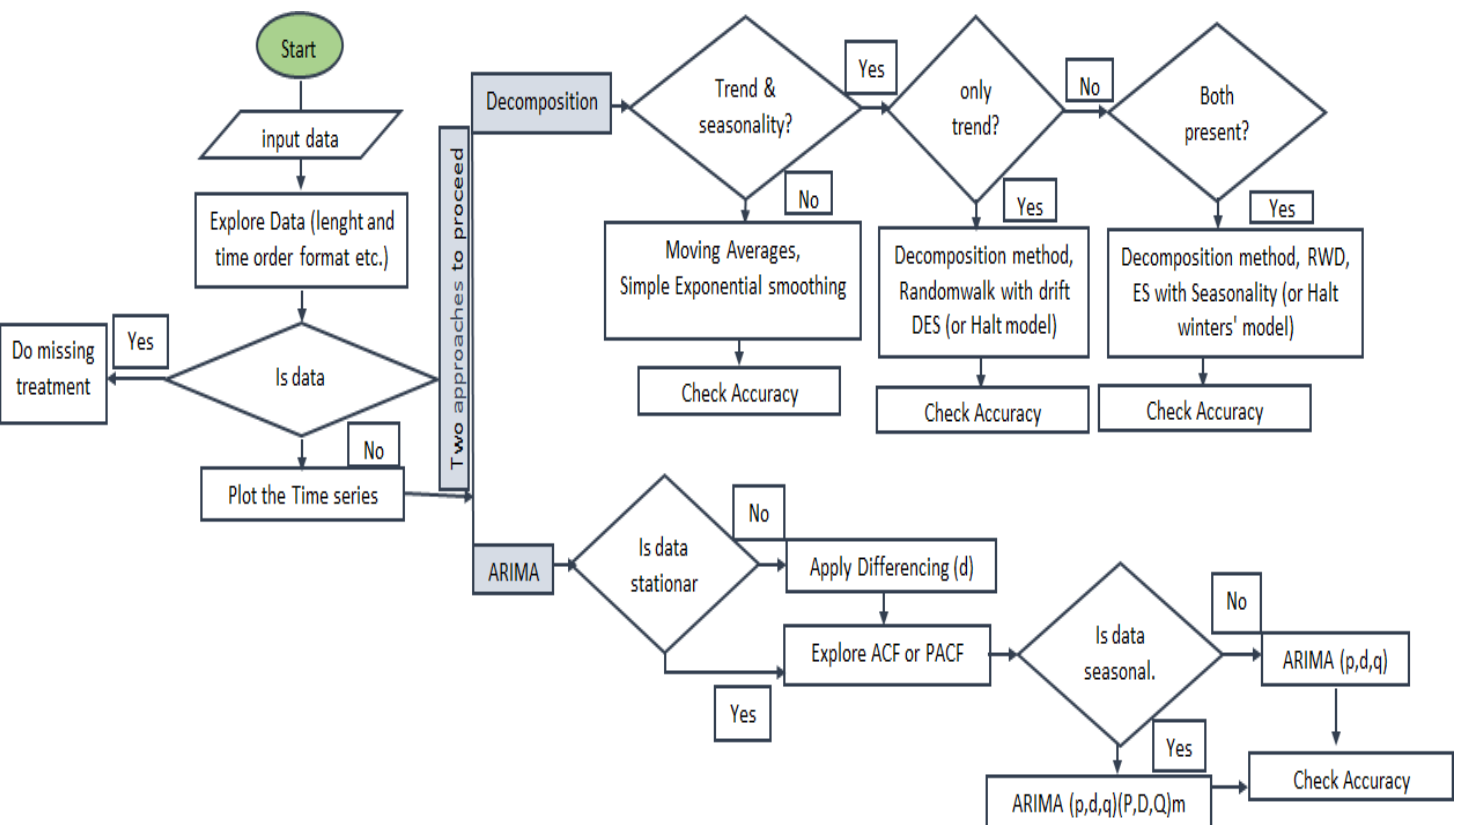 Start
input data
Explore Data (lenght and
time order format etc.)
Is data
Yes
Do missing
treatment
No
Plot the Time series
Two approaches to proceed
Decomposition
Trend &
seasonality?
Yes
only
trend?
No
Both
present?
No
Moving Averages,
Simple Exponential smoothing
Check Accuracy
Yes
Decomposition method,
Randomwalk with drift
DES (or Halt model)
Check Accuracy
Yes
Decomposition method, RWD,
ES with Seasonality (or Halt
winters' model)
Check Accuracy
ARIMA
Is data
stationar
No
Apply Differencing (d)
Yes
Explore ACF or PACF
Is data
seasonal.
No
ARIMA (p,d,q)
Yes
ARIMA (p,d,q)(P,D,Q)m
Check Accuracy